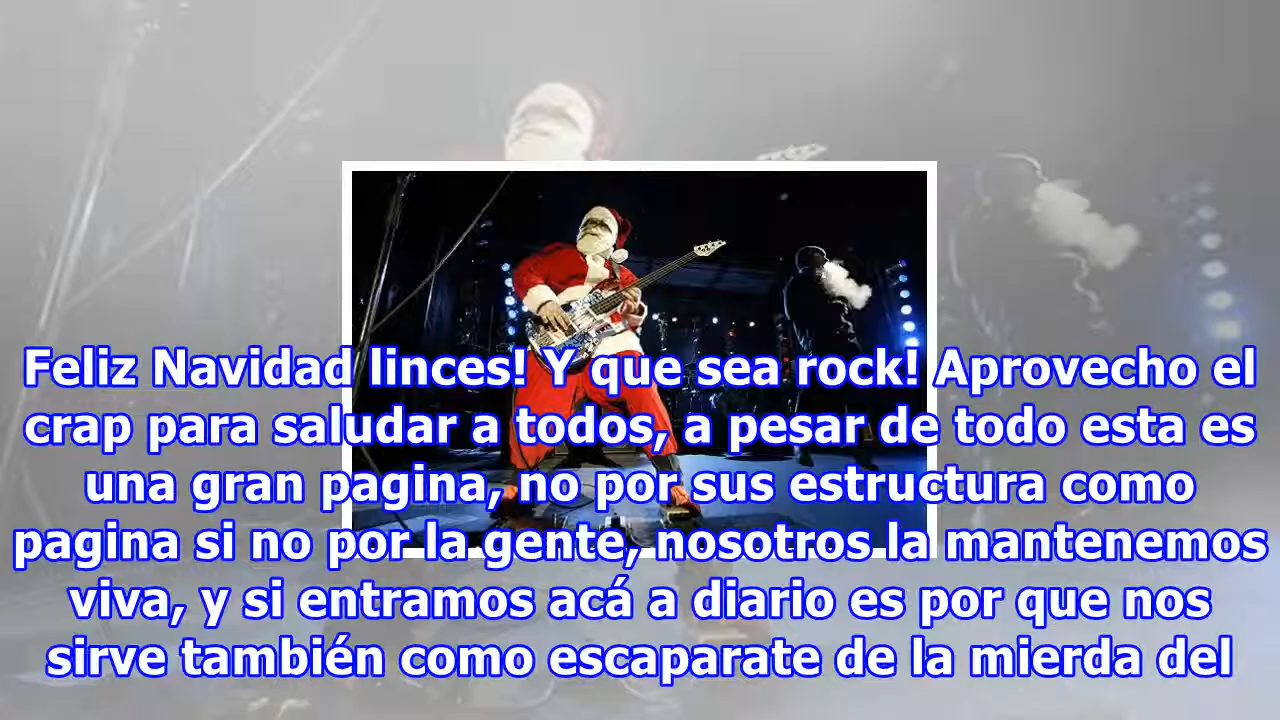 Feliz Navidad linces! Y que sea rock! Aprovecho el
crap para saludar a todos, a pesar de todo esta es
una gran pagina, no por sus estructura como
pagina si no por la gente, nosotros la mantenemos
viva, y si entramos acá a diario es por que nos
sirve también como escaparate de la mierda del